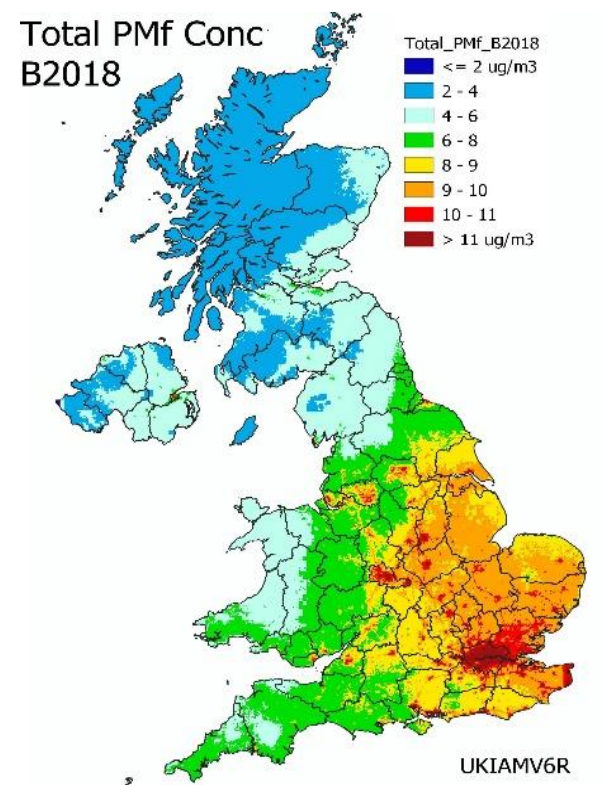 Total PMf Conc
B2018
Total_PMf_B2018
<= 2 ug/m3
2 - 4
4 - 6
6 - 8
8 - 9
9 - 10
10 - 11
> 11 ug/m3
UKIAMV6R